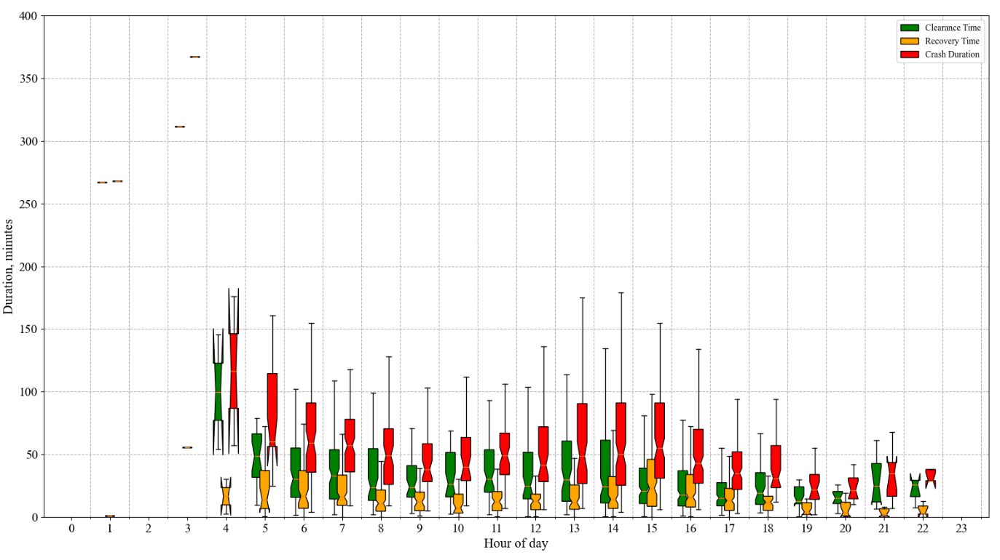 400
350
300
250
200
150
100
50
0
Duration, minutes
Clearance Time
Recovery Time
Crash Duration
0 1 2 3 4 5 6 7 8 9 10 11 12 13 14 15 16 17 18 19 20 21 22 23
Hour of day